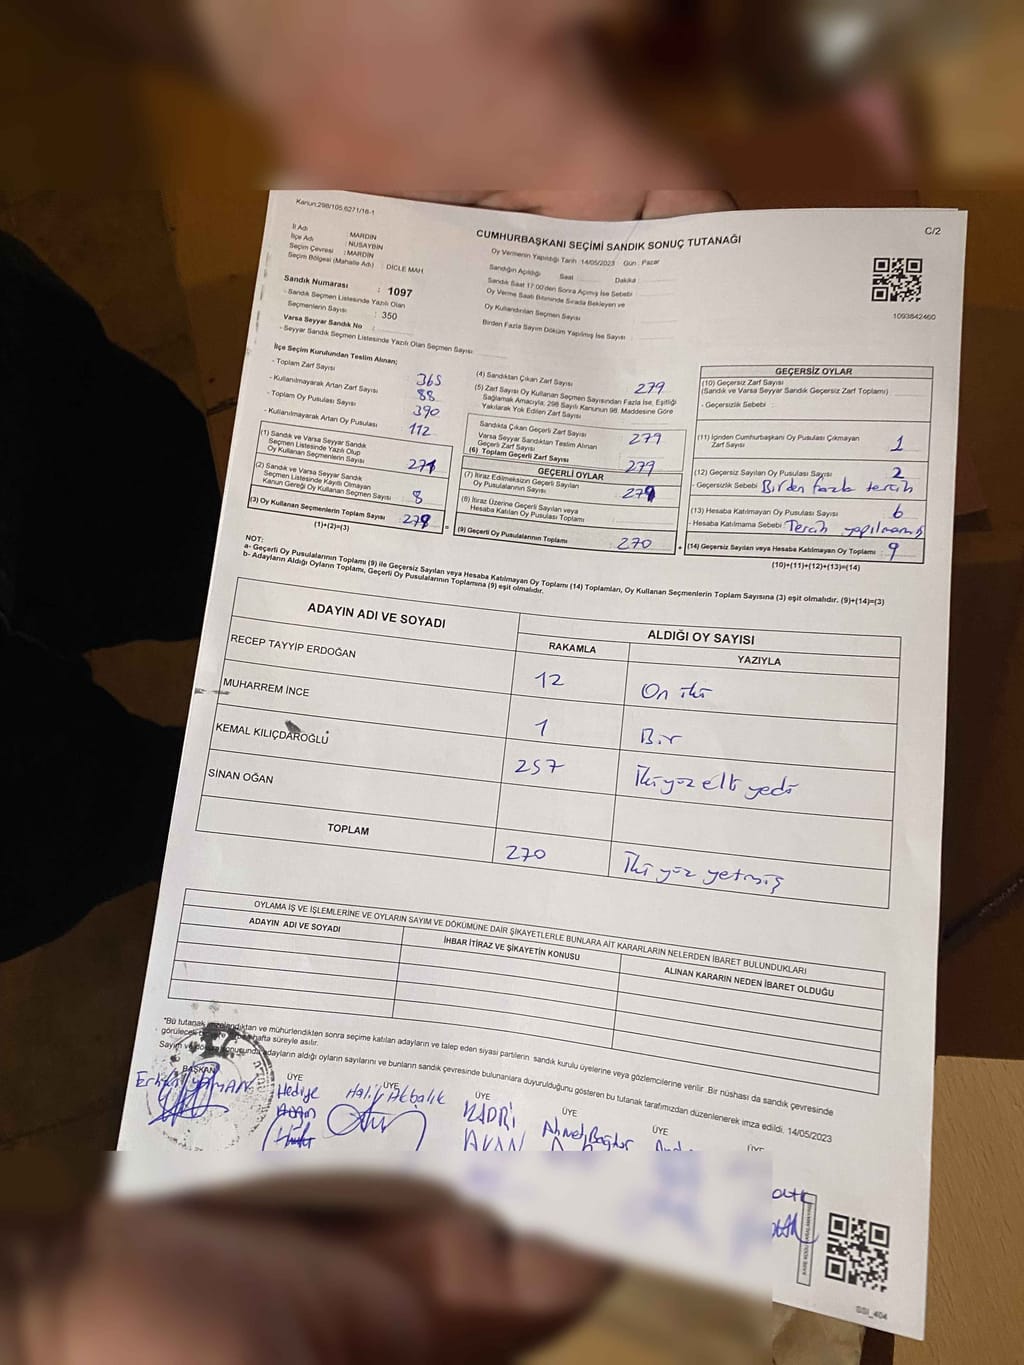 Kanun;298/105,6271/16-1
C/2
CUMHURBAŞKANI SEÇİMİ SANDIK SONUÇ TUTANAĞI
İl Adı : MARDİN
İlçe Adı : NUSAYBİN
Seçim Çevresi : MARDİN
Seçim Bölgesi (Mahalle Adı) : DİCLE MAH
Sandık Numarası : 1097
- Sandık Seçmen Listesinde Yazılı Olan
Seçmenlerin Sayısı : 350
Varsa Seyyar Sandık No :
- Seyyar Sandık Seçmen Listesinde Yazılı Olan Seçmen Sayısı :
Oy Vermenin Yapıldığı Tarih :14/05/2023 Gün : Pazar
Sandığın Açıldığı Saat Dakika
Sandık Saat 17:00'den Sonra Açımış İse Sebebi
Oy Verme Saati Bitiminde Sırada Bekleyen ve
Oy Kullandırılan Seçmen Sayısı
Birden Fazla Sayım Döküm Yapılmış İse Sayısı
1093842460
İlçe Seçim Kurulundan Teslim Alınan;
- Toplam Zarf Sayısı 365
- Kullanılmayarak Artan Zarf Sayısı 88
- Toplam Oy Pusulası Sayısı 390
- Kullanılmayarak Artan Oy Pusulası 112
(1) Sandık ve Varsa Seyyar Sandık
Seçmen Listesinde Yazılı Olup
Oy Kullanan Seçmenlerin Sayısı 271
(2) Sandık ve Varsa Seyyar Sandık
Seçmen Listesinde Kayıtlı Olmayan
Kanun Gereği Oy Kullanan Seçmen Sayısı 8
(3) Oy Kullanan Seçmenlerin Toplam Sayısı 279
(1)+(2)=(3)
(4) Sandıktan Çıkan Zarf Sayısı 279
(5) Zarf Sayısı Oy Kullanan Seçmen Sayısından Fazla İse, Eşitliği
Sağlamak Amacıyla; 298 Sayılı Kanunun 98. Maddesine Göre
Yakılarak Yok Edilen Zarf Sayısı
Sandıkta Çıkan Geçerli Zarf Sayısı 279
Varsa Seyyar Sandıktan Teslim Alınan
Geçerli Zarf Sayısı
(6) Toplam Geçerli Zarf Sayısı 279
GEÇERLİ OYLAR
(7) İtiraz Edilmeksizin Geçerli Sayılan
Oy Pusulalarının Sayısı
(8) İtiraz Üzerine Geçerli Sayılan veya
Hesaba Katılan Oy Pusulası Toplamı
(9) Geçerli Oy Pusulalarının Toplamı 270
GEÇERSİZ OYLAR
(10) Geçersiz Zarf Sayısı
(Sandık ve Varsa Seyyar Sandık Geçersiz Zarf Toplamı)
- Geçersizlik Sebebi :
(11) İçinden Cumhurbaşkanı Oy Pusulası Çıkmayan
Zarf Sayısı 1
(12) Geçersiz Sayılan Oy Pusulası Sayısı 2
- Geçersizlik Sebebi Birden fazla tercih
(13) Hesaba Katılmayan Oy Pusulası Sayısı 6
- Hesaba Katılmama Sebebi Tercih yapılmamış
(14) Geçersiz Sayılan veya Hesaba Katılmayan Oy Toplamı 9
(10)+(11)+(12)+(13)=(14)
NOT:
a- Geçerli Oy Pusulalarının Toplamı (9) ile Geçersiz Sayılan veya Hesaba Katılmayan Oy Toplamı (14) Toplamları, Oy Kullanan Seçmenlerin Toplam Sayısına (3) eşit olmalıdır. (9)+(14)=(3)
b- Adayların Aldığı Oyların Toplamı, Geçerli Oy Pusulalarının Toplamına (9) eşit olmalıdır.
ADAYIN ADI VE SOYADI
ALDIĞI OY SAYISI
RAKAMLA YAZIYLA
RECEP TAYYİP ERDOĞAN 12 On iki
MUHARREM İNCE 1 Bir
KEMAL KILIÇDAROĞLU 257 İki yüz elli yedi
SİNAN OĞAN
TOPLAM 270 İki yüz yetmiş
OYLAMA İŞ VE İŞLEMLERİNE VE OYLARIN SAYIM VE DÖKÜMÜNE DAİR ŞİKAYETLERLE BUNLARA AİT KARARLARIN NELERDEN İBARET BULUNDUKLARI
ADAYIN ADI VE SOYADI İHBAR İTİRAZ VE ŞİKAYETİN KONUSU ALINAN KARARIN NEDEN İBARET OLDUĞU
"Bu tutanak ve mühürlendikten sonra seçime katılan adayların ve talep eden siyasi partilerin sandık kurulu üyelerine veya gözlemcilerine verilir. Bir nüshası da sandık çevresinde
görülecek hafta süreyle asılır.
Sayım ve konusunda adayların aldığı oyların sayılarını ve bunların sandık çevresinde bulunanlara duyurulduğunu gösteren bu tutanak tarafımızdan düzenlenerek imza edildi. 14/05/2023
BAŞKAN ÜYE ÜYE ÜYE ÜYE ÜYE ÜYE
Hediye Halil Akbalık KADRİ Ahmet Bağdur
SSİ_404